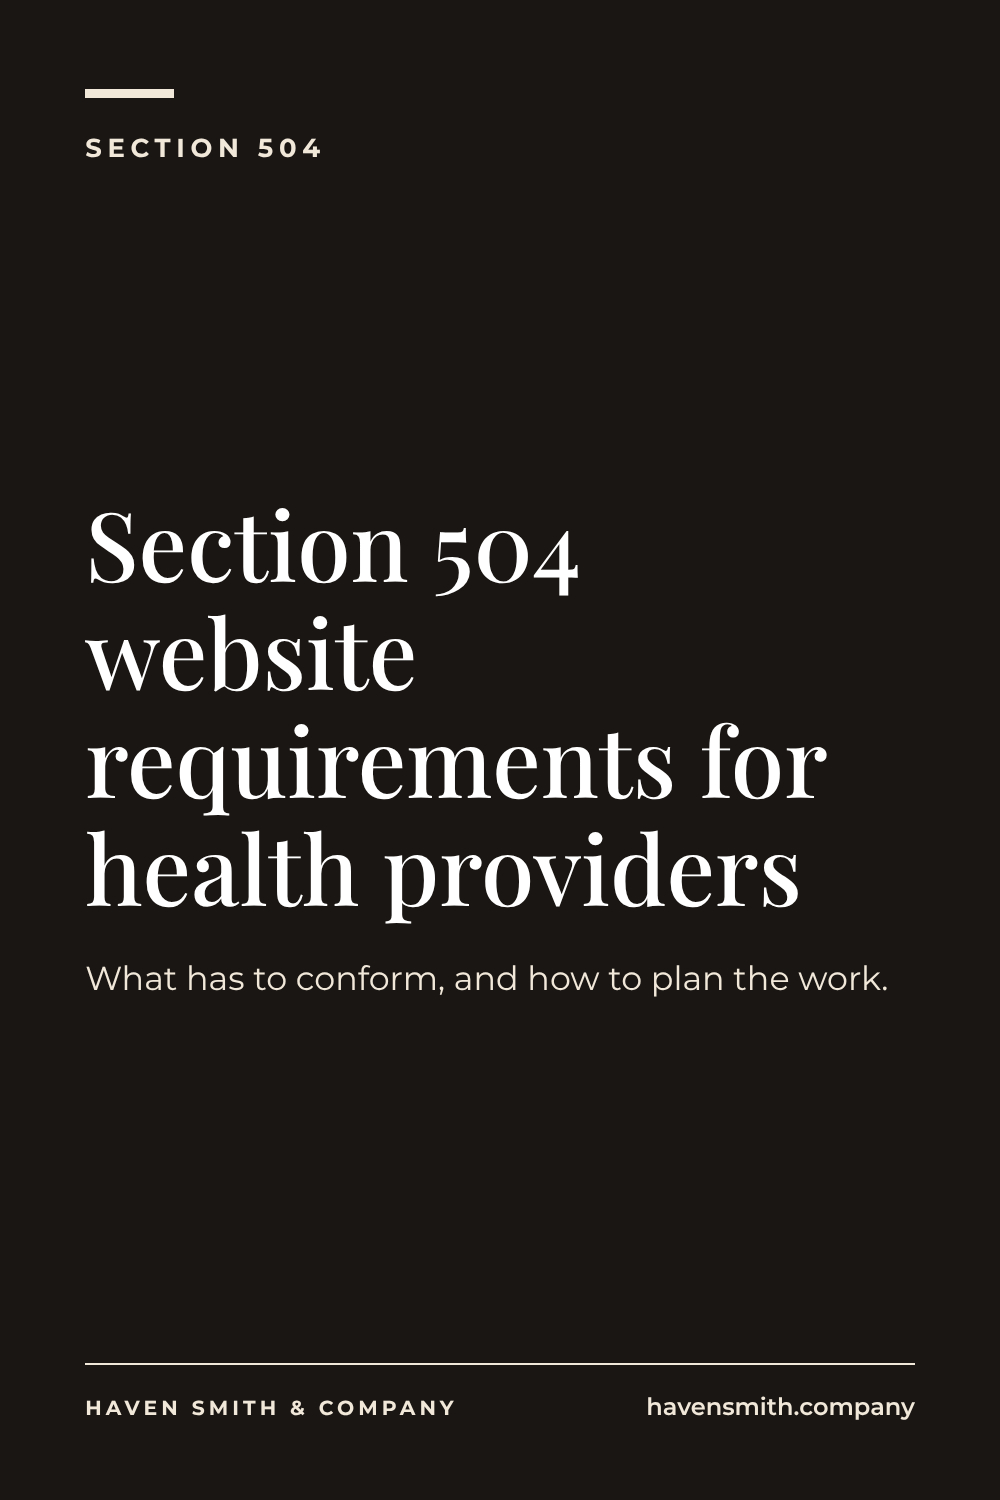 SECTION 504
Section 504
website
requirements for
health providers
What has to conform, and how to plan the work.
HAVEN SMITH & COMPANY
havensmith.company